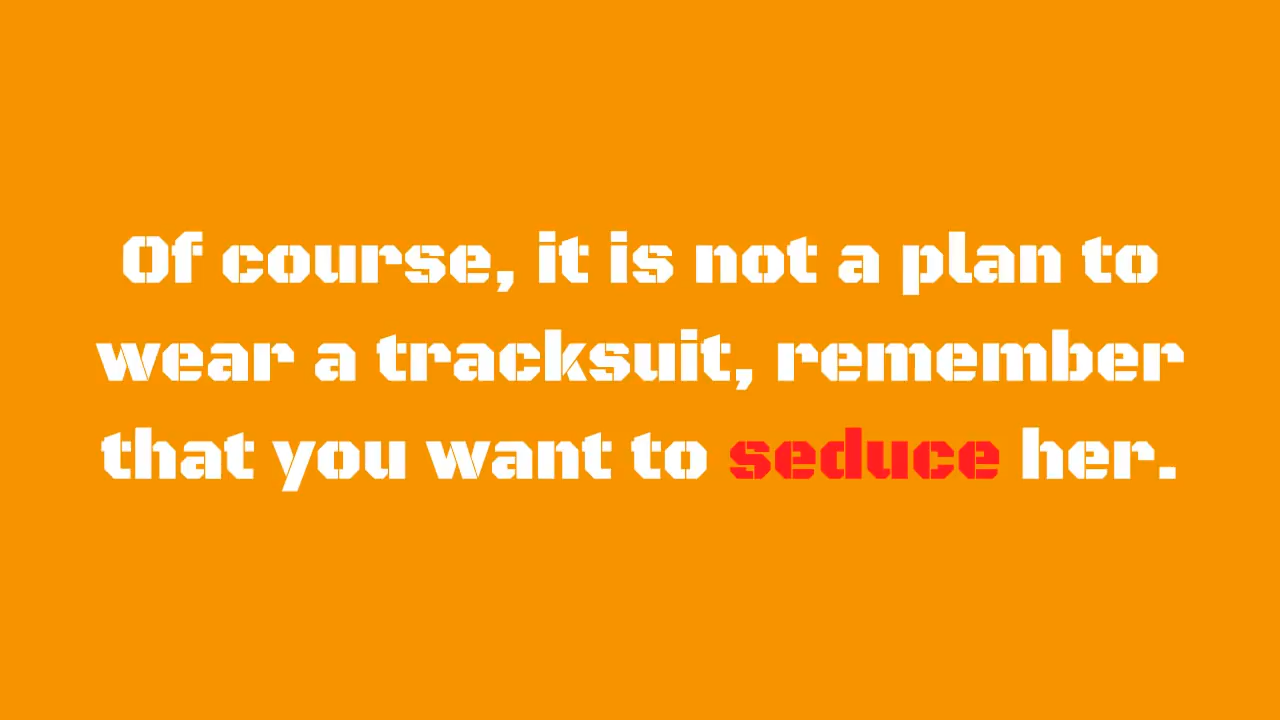 Of course, it is not a plan to
wear a tracksuit, remember
that you want to seduce her.